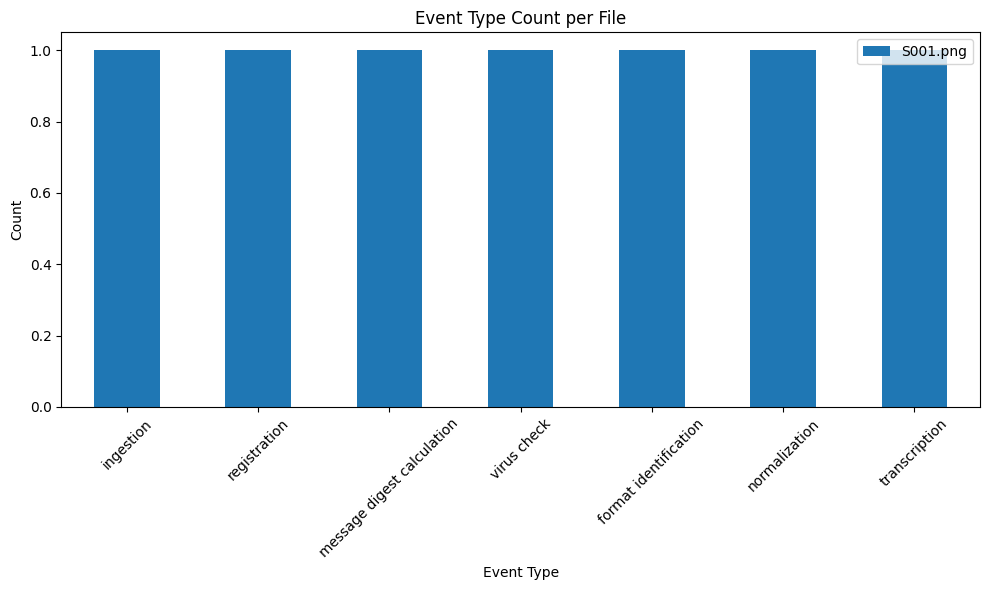 Event Type Count per File
S001.png
1.0
0.8
0.6
0.4
0.2
0.0
Count
ingestion
registration
message digest calculation
virus check
format identification
normalization
transcription
Event Type